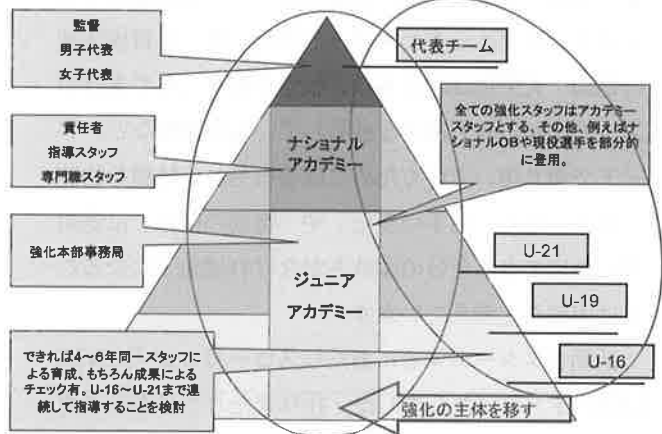 監督
男子代表
女子代表
代表チーム
全ての強化スタッフはアカデミー
スタッフとする、その他、例えばナ
ショナルOBや現役選手を部分的
に登用。
責任者
指導スタッフ
専門職スタッフ
ナショナル
アカデミー
強化本部事務局
ジュニア
アカデミー
U-21
U-19
U-16
できれば4～6年同一スタッフによ
る育成、もちろん成果による
チェック有。U-16～U-21まで連
続して指導することを検討
強化の主体を移す